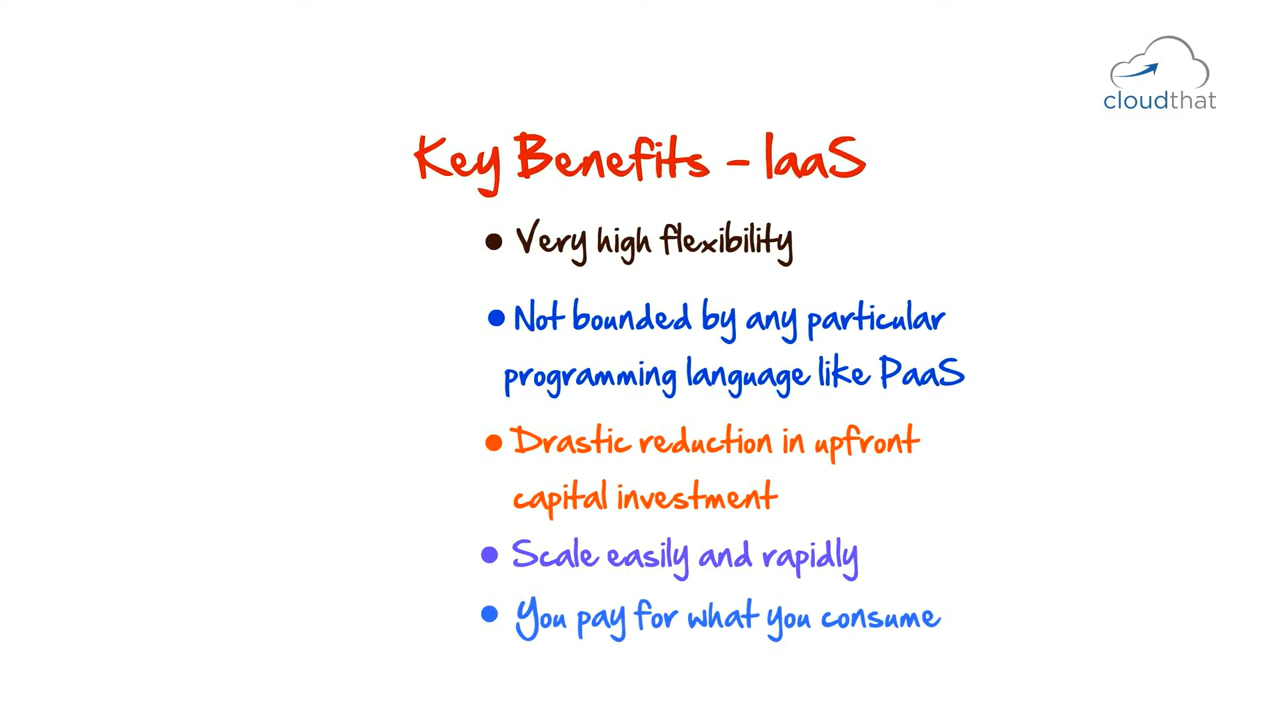 cloudthat
Key Benefits - IaaS
• Very high flexibility
• Not bounded by any particular
programming language like PaaS
• Drastic reduction in upfront
capital investment
• Scale easily and rapidly
• You pay for what you consume